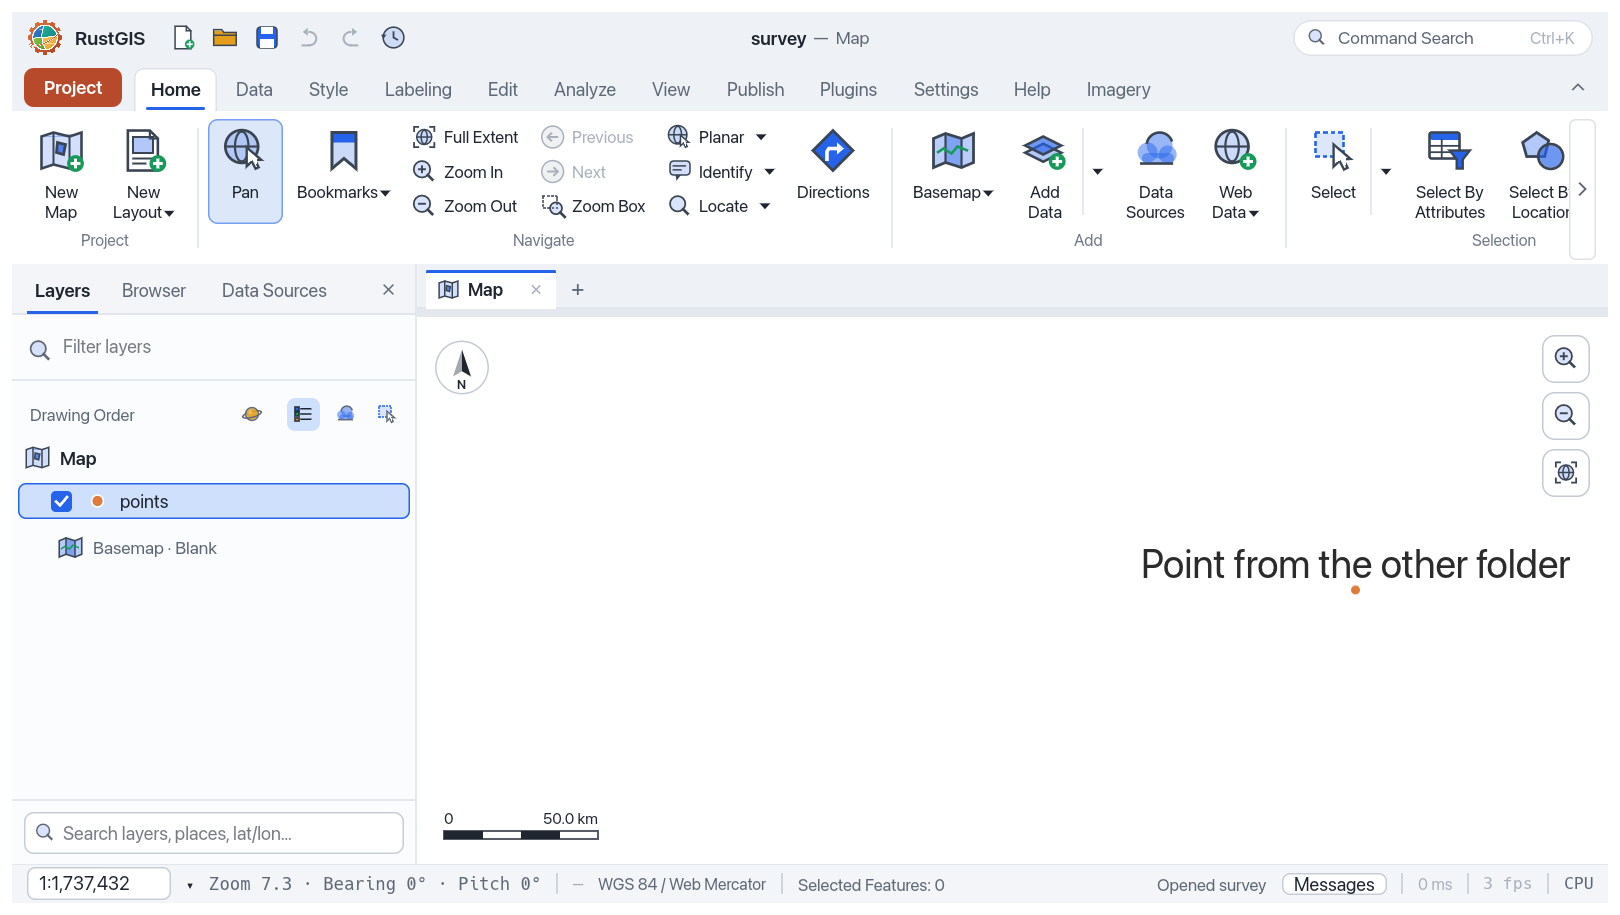 RustGIS
survey — Map
Command Search Ctrl+K
Project Home Data Style Labeling Edit Analyze View Publish Plugins Settings Help Imagery
New Map
New Layout
Pan
Bookmarks
Full Extent
Zoom In
Zoom Out
Previous
Next
Zoom Box
Planar
Identify
Locate
Directions
Basemap
Add Data
Data Sources
Web Data
Select
Select By Attributes
Select B
Location
Project Navigate Add Selection
Layers Browser Data Sources ×
Map × +
Filter layers
Drawing Order
Map
points
Basemap · Blank
N
Point from the other folder
0 50.0 km
Search layers, places, lat/lon...
1:1,737,432 Zoom 7.3 · Bearing 0° · Pitch 0° — WGS 84 / Web Mercator Selected Features: 0 Opened survey Messages 0 ms 3 fps CPU